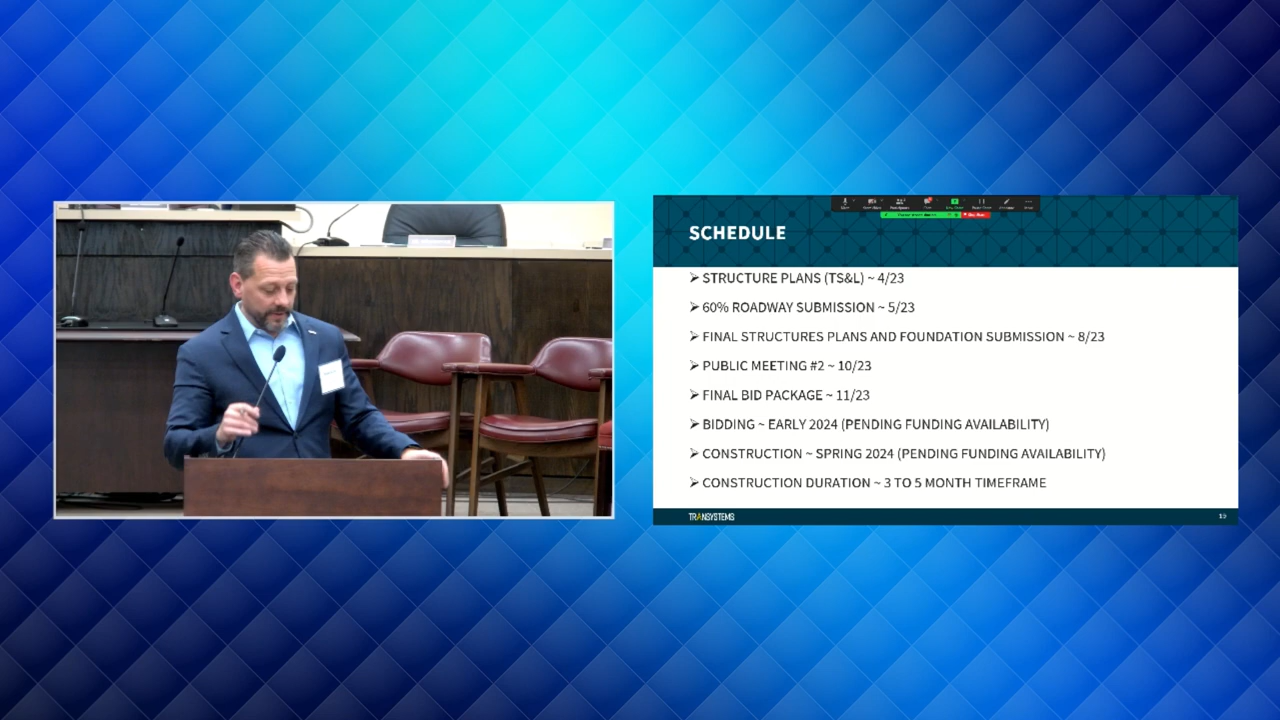 SCHEDULE
➢ STRUCTURE PLANS (TS&L) ~ 4/23
➢ 60% ROADWAY SUBMISSION ~ 5/23
➢ FINAL STRUCTURES PLANS AND FOUNDATION SUBMISSION ~ 8/23
➢ PUBLIC MEETING #2 ~ 10/23
➢ FINAL BID PACKAGE ~ 11/23
➢ BIDDING ~ EARLY 2024 (PENDING FUNDING AVAILABILITY)
➢ CONSTRUCTION ~ SPRING 2024 (PENDING FUNDING AVAILABILITY)
➢ CONSTRUCTION DURATION ~ 3 TO 5 MONTH TIMEFRAME
TRANSYSTEMS